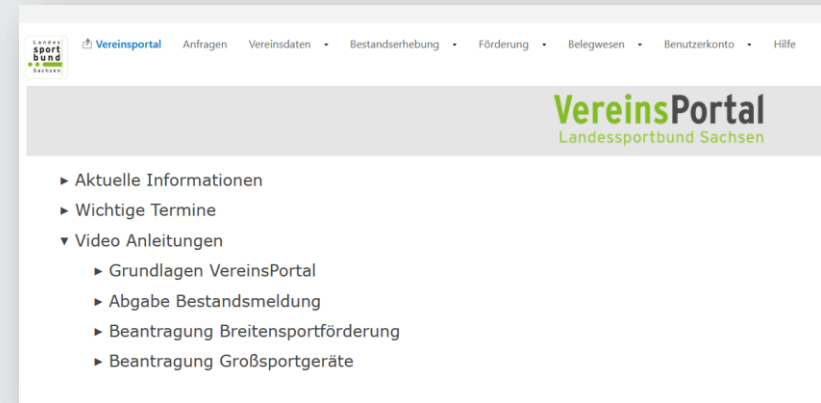 Landes
sport
bund
Sachsen
Vereinsportal Anfragen Vereinsdaten Bestandserhebung Förderung Belegwesen Benutzerkonto Hilfe
VereinsPortal
Landessportbund Sachsen
Aktuelle Informationen
Wichtige Termine
Video Anleitungen
Grundlagen VereinsPortal
Abgabe Bestandsmeldung
Beantragung Breitensportförderung
Beantragung Großsportgeräte